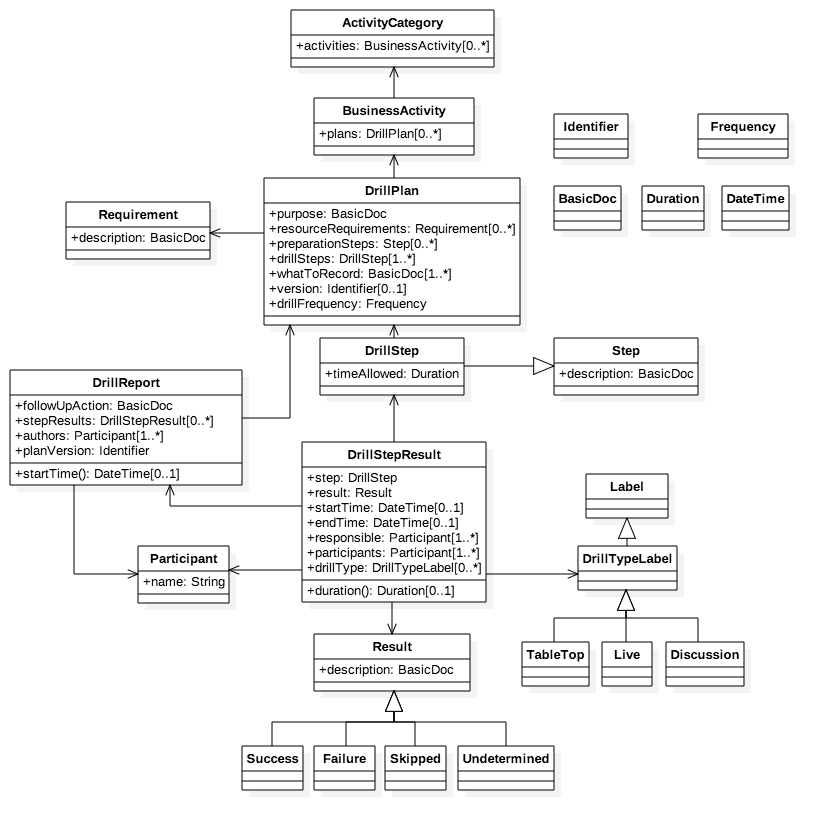 ActivityCategory
+activities: BusinessActivity[0..*]
BusinessActivity
+plans: DrillPlan[0..*]
Identifier
Frequency
BasicDoc
Duration
DateTime
DrillPlan
+purpose: BasicDoc
+resourceRequirements: Requirement[0..*]
+preparationSteps: Step[0..*]
+drillSteps: DrillStep[1..*]
+whatToRecord: BasicDoc[1..*]
+version: Identifier[0..1]
+drillFrequency: Frequency
Requirement
+description: BasicDoc
DrillStep
+timeAllowed: Duration
Step
+description: BasicDoc
DrillReport
+followUpAction: BasicDoc
+stepResults: DrillStepResult[0..*]
+authors: Participant[1..*]
+planVersion: Identifier
+startTime(): DateTime[0..1]
DrillStepResult
+step: DrillStep
+result: Result
+startTime: DateTime[0..1]
+endTime: DateTime[0..1]
+responsible: Participant[1..*]
+participants: Participant[1..*]
+drillType: DrillTypeLabel[0..*]
+duration(): Duration[0..1]
Label
Participant
+name: String
DrillTypeLabel
Result
+description: BasicDoc
TableTop
Live
Discussion
Success
Failure
Skipped
Undetermined